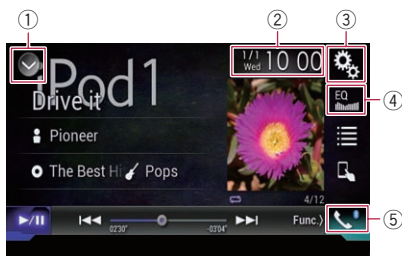 ① ② ③
iPod1
1/1 Wed 10 00
Drive it
EQ
④
Pioneer
The Best Hi Pops
4/12
02'30" -03'04" Func.
⑤